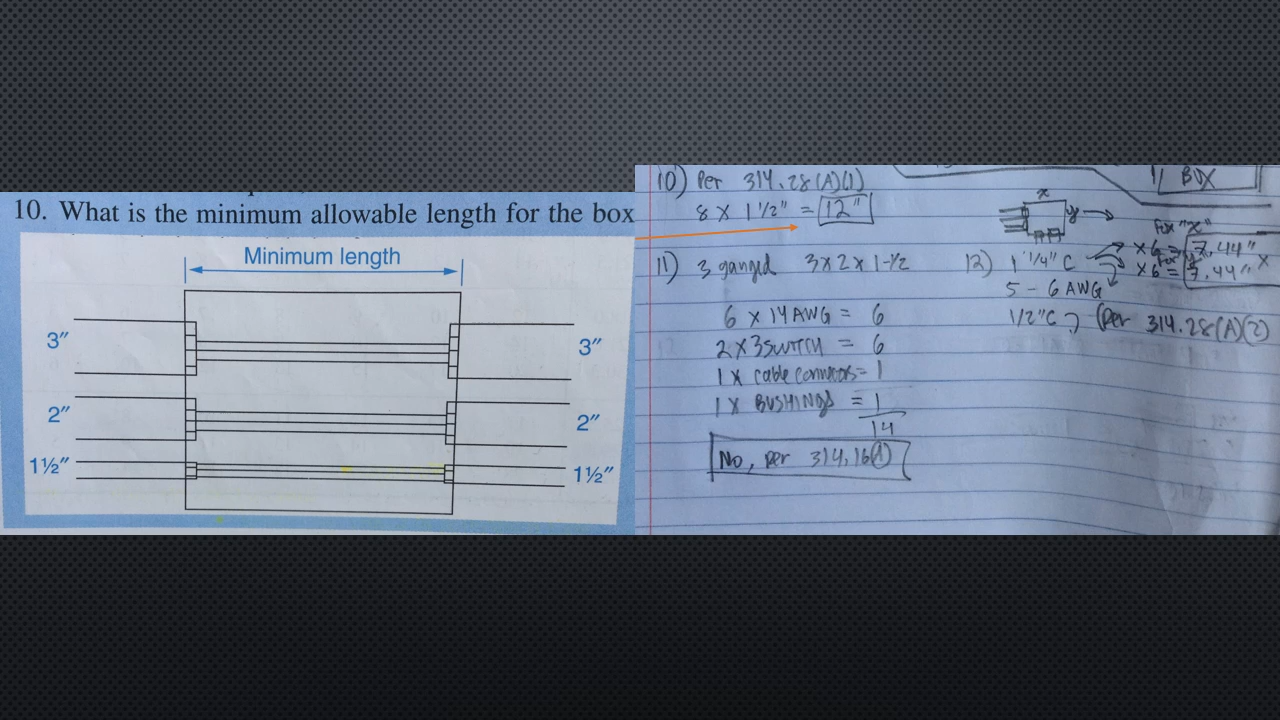 10. What is the minimum allowable length for the box
Minimum length
3″
3″
2″
2″
1½″
1½″
10) Per 314.28(A)(1)
8 x 1 1/2" = 12"
BOX
11) 3 ganged 3x2x1-1/2
6 x 14 AWG = 6
2x3 SWITCH = 6
1 x cable connectors = 1
1 x BUSHINGS = 1
14
No, per 314.16(A)
x
y
For "x"
12) 1 1/4" C x 6 = 7.44" x
5 - 6 AWG x 6 = 7.44"
1/2" C (Per 314.28(A)(2)